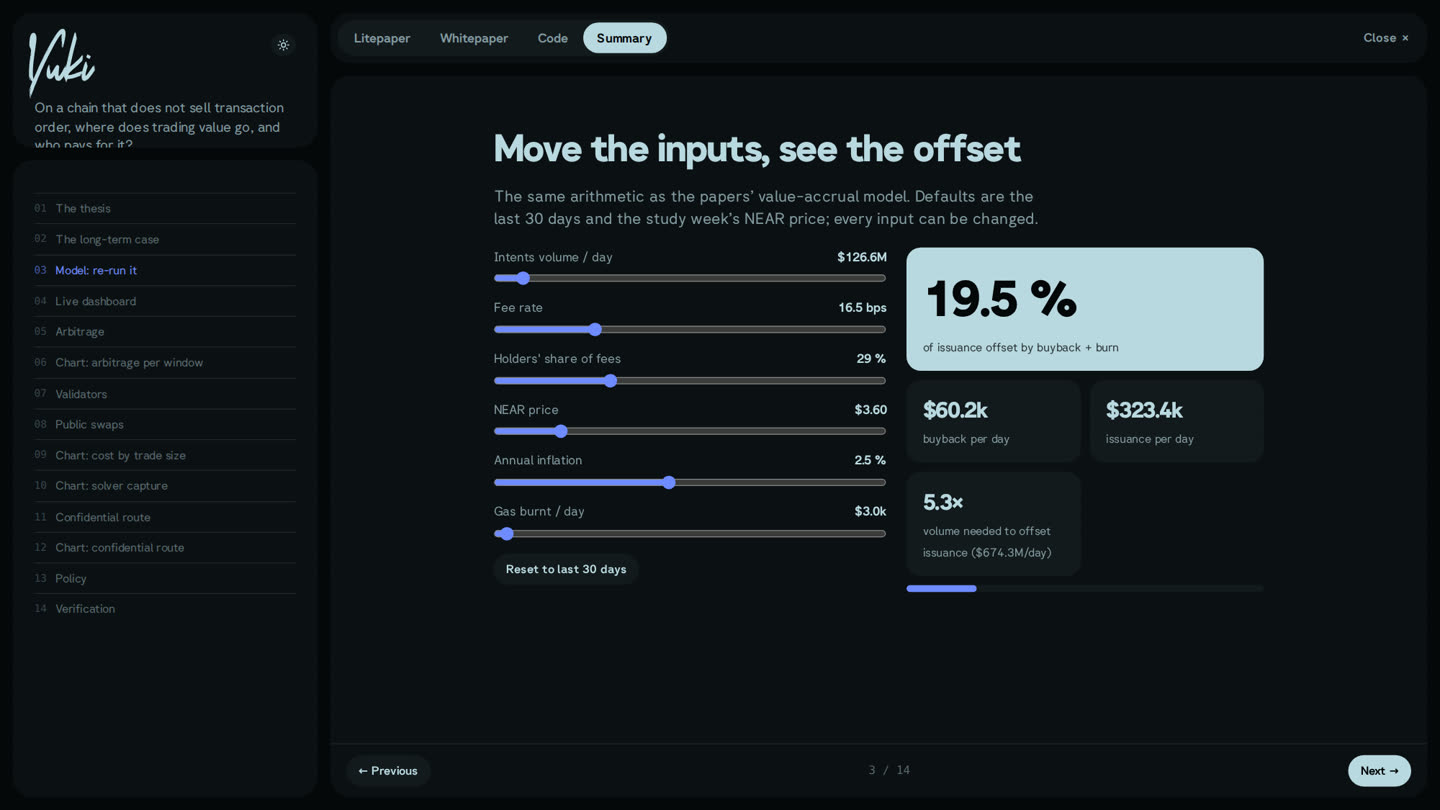 Yuki
On a chain that does not sell transaction
order, where does trading value go, and
who pays for it?
01 The thesis
02 The long-term case
03 Model: re-run it
04 Live dashboard
05 Arbitrage
06 Chart: arbitrage per window
07 Validators
08 Public swaps
09 Chart: cost by trade size
10 Chart: solver capture
11 Confidential route
12 Chart: confidential route
13 Policy
14 Verification
Litepaper Whitepaper Code Summary Close ×
Move the inputs, see the offset
The same arithmetic as the papers’ value-accrual model. Defaults are the
last 30 days and the study week’s NEAR price; every input can be changed.
Intents volume / day $126.6M
Fee rate 16.5 bps
Holders' share of fees 29 %
NEAR price $3.60
Annual inflation 2.5 %
Gas burnt / day $3.0k
Reset to last 30 days
19.5 %
of issuance offset by buyback + burn
$60.2k
buyback per day
$323.4k
issuance per day
5.3×
volume needed to offset
issuance ($674.3M/day)
← Previous 3 / 14 Next →